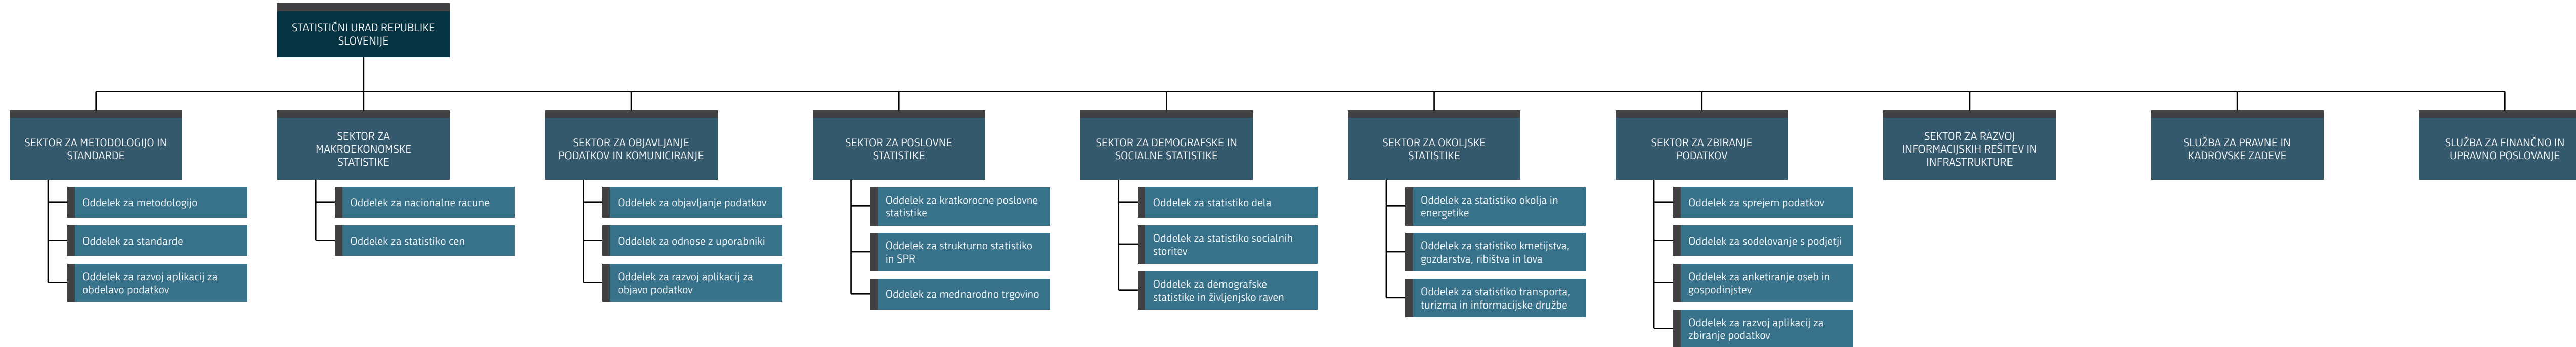 STATISTIČNI URAD REPUBLIKE
SLOVENIJE
SEKTOR ZA METODOLOGIJO IN
STANDARDE
Oddelek za metodologijo
Oddelek za standarde
Oddelek za razvoj aplikacij za
obdelavo podatkov
SEKTOR ZA
MAKROEKONOMSKE
STATISTIKE
Oddelek za nacionalne racune
Oddelek za statistiko cen
SEKTOR ZA OBJAVLJANJE
PODATKOV IN KOMUNICIRANJE
Oddelek za objavljanje podatkov
Oddelek za odnose z uporabniki
Oddelek za razvoj aplikacij za
objavo podatkov
SEKTOR ZA POSLOVNE
STATISTIKE
Oddelek za kratkorocne poslovne
statistike
Oddelek za strukturno statistiko
in SPR
Oddelek za mednarodno trgovino
SEKTOR ZA DEMOGRAFSKE IN
SOCIALNE STATISTIKE
Oddelek za statistiko dela
Oddelek za statistiko socialnih
storitev
Oddelek za demografske
statistike in življenjsko raven
SEKTOR ZA OKOLJSKE
STATISTIKE
Oddelek za statistiko okolja in
energetike
Oddelek za statistiko kmetijstva,
gozdarstva, ribištva in lova
Oddelek za statistiko transporta,
turizma in informacijske družbe
SEKTOR ZA ZBIRANJE
PODATKOV
Oddelek za sprejem podatkov
Oddelek za sodelovanje s podjetji
Oddelek za anketiranje oseb in
gospodinjstev
Oddelek za razvoj aplikacij za
zbiranje podatkov
SEKTOR ZA RAZVOJ
INFORMACIJSKIH REŠITEV IN
INFRASTRUKTURE
SLUŽBA ZA PRAVNE IN
KADROVSKE ZADEVE
SLUŽBA ZA FINANČNO IN
UPRAVNO POSLOVANJE